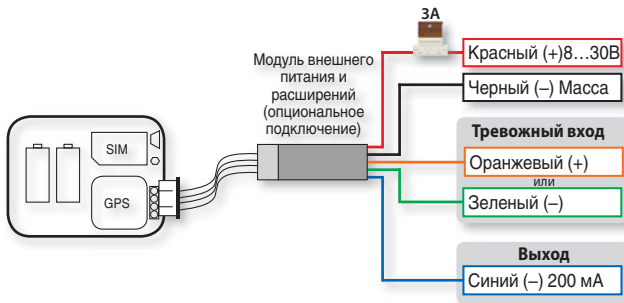 3А
Модуль внешнего
питания и
расширений
(опциональное
подключение)
Красный (+)8…30В
Черный (–) Масса
Тревожный вход
Оранжевый (+)
или
Зеленый (–)
SIM
GPS
Выход
Синий (–) 200 мА